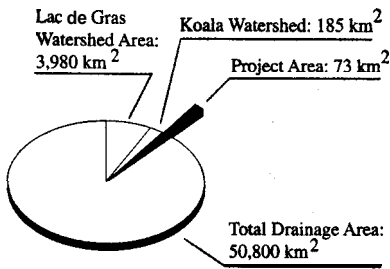 Lac de Gras
Watershed Area:
3,980 km²
Koala Watershed: 185 km²
Project Area: 73 km²
Total Drainage Area:
50,800 km²